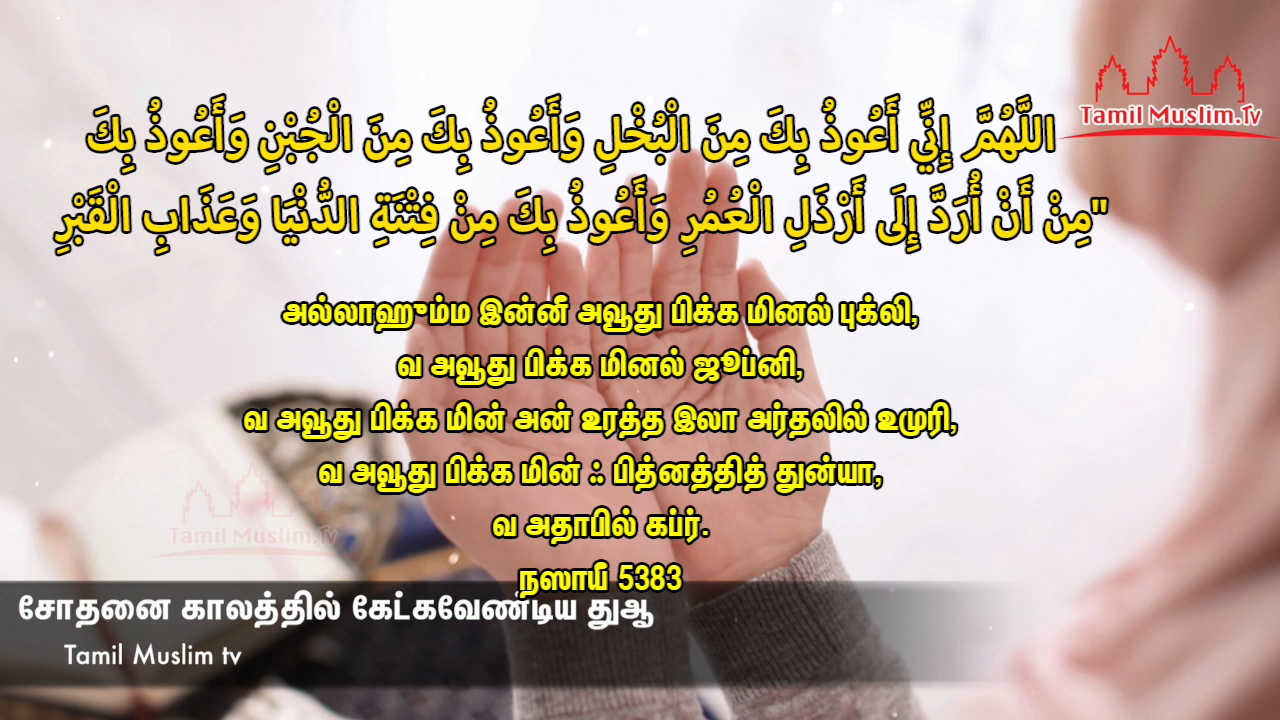 اللَّهُمَّ إِنِّي أَعُوذُ بِكَ مِنَ الْبُخْلِ وَأَعُوذُ بِكَ مِنَ الْجُبْنِ وَأَعُوذُ بِكَ
"مِنْ أَنْ أُرَدَّ إِلَى أَرْذَلِ الْعُمُرِ وَأَعُوذُ بِكَ مِنْ فِتْنَةِ الدُّنْيَا وَعَذَابِ الْقَبْرِ
Tamil Muslim.Tv
அல்லாஹும்ம இன்னீ அவூது பிக்க மினல் புக்லி,
வ அவூது பிக்க மினல் ஜூப்னி,
வ அவூது பிக்க மின் அன் உரத்த இலா அர்தலில் உமுரி,
வ அவூது பிக்க மின் ஃ பித்னத்தித் துன்யா,
வ அதாபில் கப்ர்.
நஸாயீ 5383
Tamil Muslim.Tv
சோதனை காலத்தில் கேட்கவேண்டிய துஆ
Tamil Muslim tv